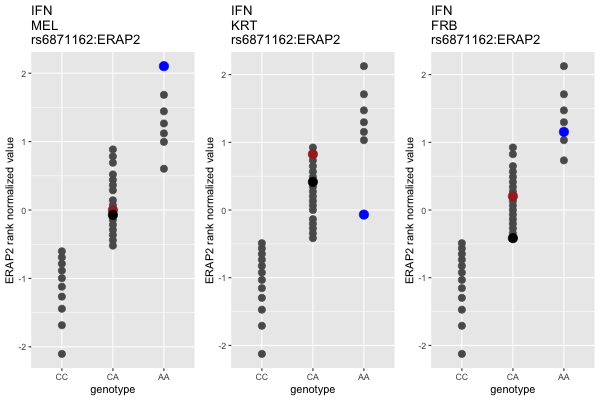 IFN
MEL
rs6871162:ERAP2
ERAP2 rank normalized value
2
1
0
-1
-2
CC CA AA
genotype
IFN
KRT
rs6871162:ERAP2
ERAP2 rank normalized value
2
1
0
-1
-2
CC CA AA
genotype
IFN
FRB
rs6871162:ERAP2
ERAP2 rank normalized value
2
1
0
-1
-2
CC CA AA
genotype